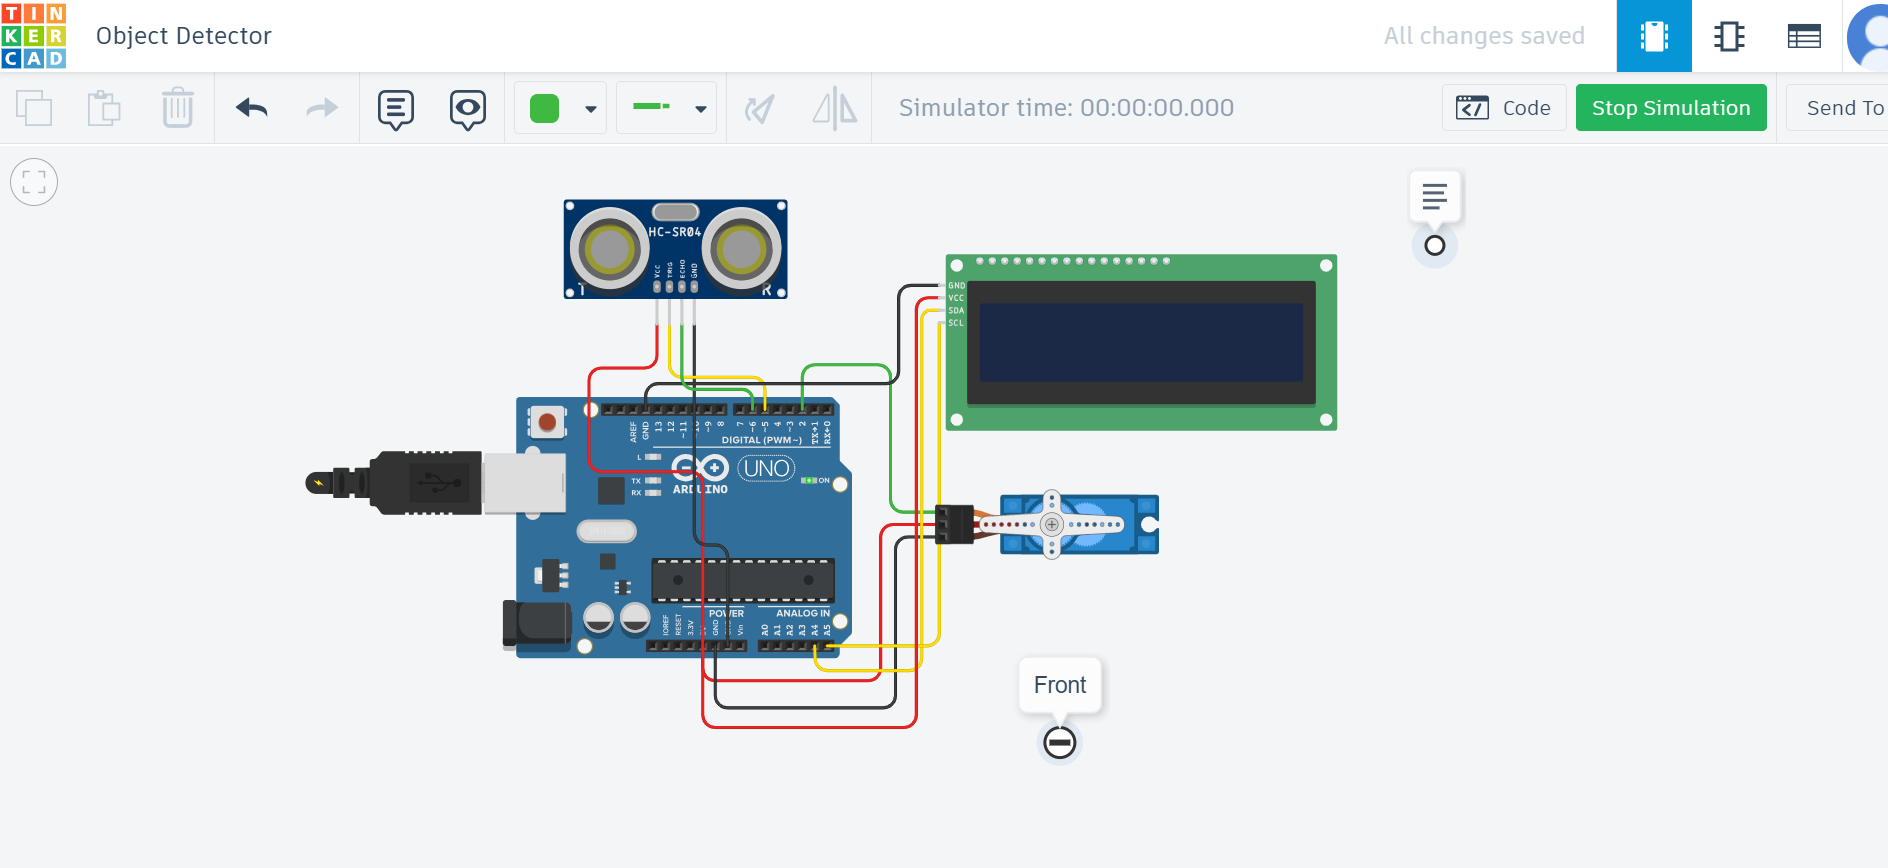 TIN
KER
CAD
Object Detector
All changes saved
Simulator time: 00:00:00.000
Code
Stop Simulation
Send To
HC-SR04
VCC
TRIG
ECHO
GND
T
R
GND
VCC
SDA
SCL
AREF
GND
13
12
~11
~9
8
7
~6
~5
4
~3
2
TX→1
RX←0
DIGITAL (PWM~)
L
TX
RX
ARDUINO
UNO
ON
POWER
ANALOG IN
IOREF
RESET
3.3V
GND
Vin
A0
A1
A2
A3
A4
A5
Front